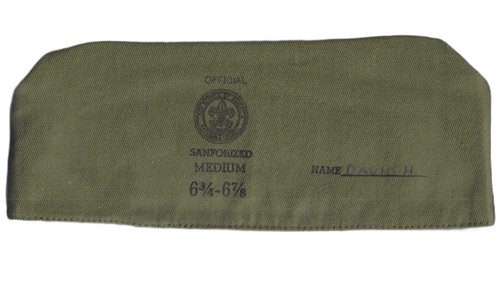 OFFICIAL
SANFORIZED
MEDIUM
6¾-6⅞
NAME DAVID H